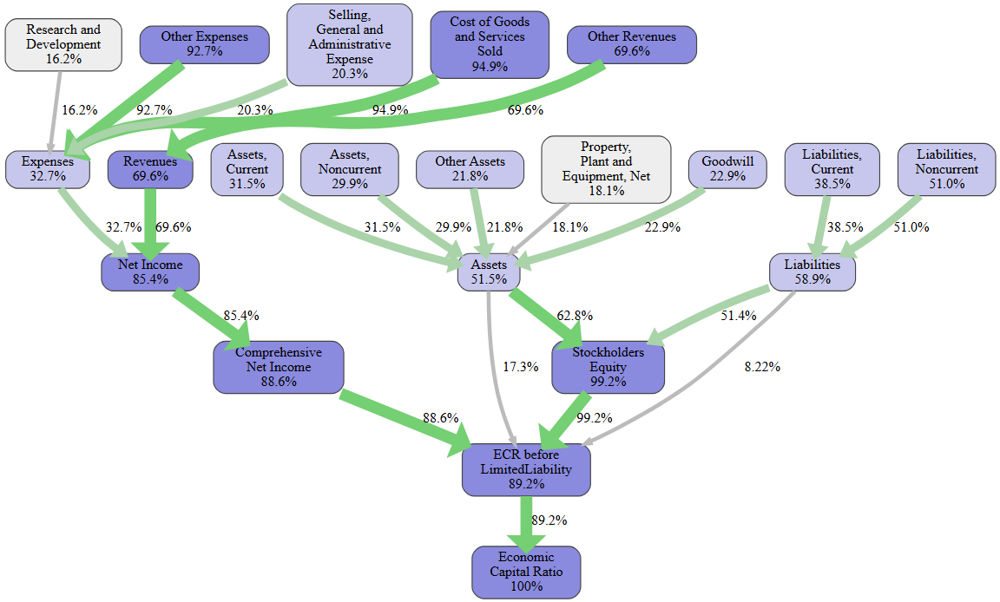 Research and
Development
16.2%
Other Expenses
92.7%
Selling,
General and
Administrative
Expense
20.3%
Cost of Goods
and Services
Sold
94.9%
Other Revenues
69.6%
16.2%
92.7%
20.3%
94.9%
69.6%
Expenses
32.7%
Revenues
69.6%
Assets,
Current
31.5%
Assets,
Noncurrent
29.9%
Other Assets
21.8%
Property,
Plant and
Equipment, Net
18.1%
Goodwill
22.9%
Liabilities,
Current
38.5%
Liabilities,
Noncurrent
51.0%
32.7%
69.6%
31.5%
29.9%
21.8%
18.1%
22.9%
38.5%
51.0%
Net Income
85.4%
Assets
51.5%
Liabilities
58.9%
85.4%
62.8%
51.4%
Comprehensive
Net Income
88.6%
17.3%
Stockholders
Equity
99.2%
8.22%
88.6%
99.2%
ECR before
LimitedLiability
89.2%
89.2%
Economic
Capital Ratio
100%